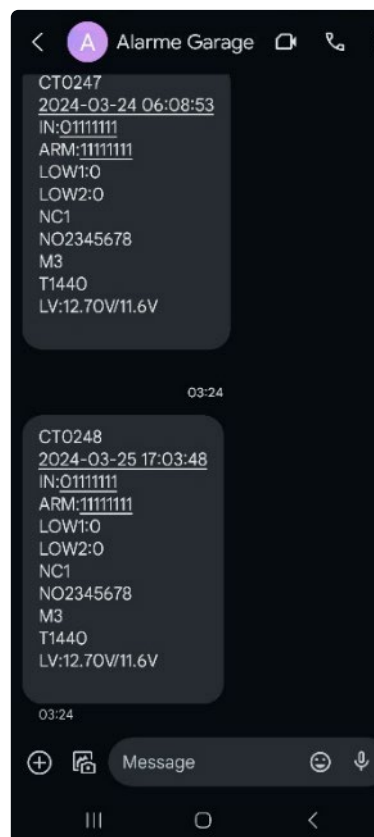 A Alarme Garage
CT0247
2024-03-24 06:08:53
IN:01111111
ARM:11111111
LOW1:0
LOW2:0
NC1
NO2345678
M3
T1440
LV:12.70V/11.6V
03:24
CT0248
2024-03-25 17:03:48
IN:01111111
ARM:11111111
LOW1:0
LOW2:0
NC1
NO2345678
M3
T1440
LV:12.70V/11.6V
03:24
Message